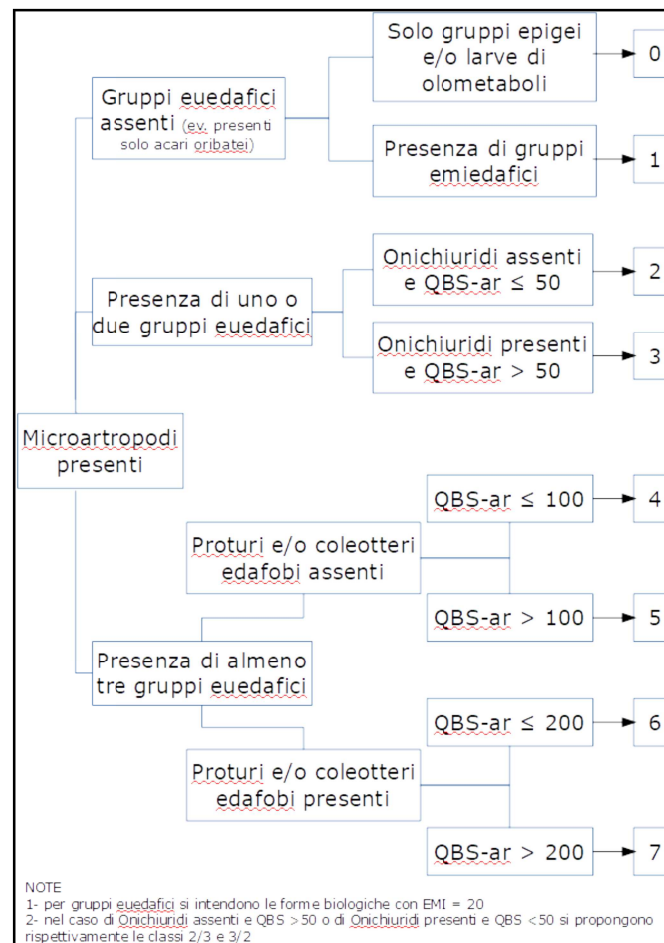 Solo gruppi epigei
e/o larve di
olometaboli
0
Gruppi euedafici
assenti (ev. presenti
solo acari oribatei)
Presenza di gruppi
emiedafici
1
Onichiuridi assenti
e QBS-ar ≤ 50
2
Presenza di uno o
due gruppi euedafici
Onichiuridi presenti
e QBS-ar > 50
3
Microartropodi
presenti
QBS-ar ≤ 100
4
Proturi e/o coleotteri
edafobi assenti
QBS-ar > 100
5
Presenza di almeno
tre gruppi euedafici
QBS-ar ≤ 200
6
Proturi e/o coleotteri
edafobi presenti
QBS-ar > 200
7
NOTE
1- per gruppi euedafici si intendono le forme biologiche con EMI = 20
2- nel caso di Onichiuridi assenti e QBS >50 o di Onichiuridi presenti e QBS <50 si propongono
rispettivamente le classi 2/3 e 3/2